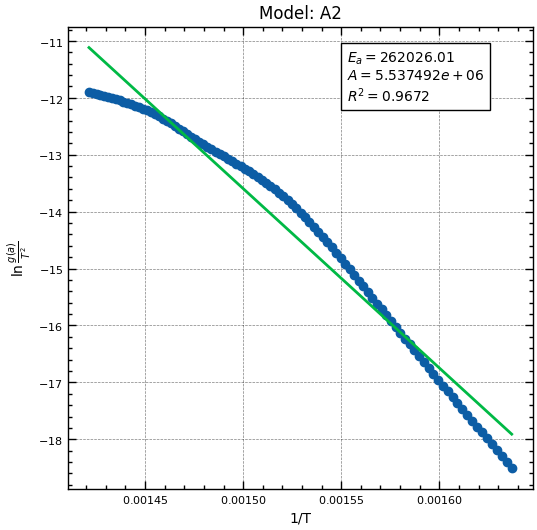 Model: A2
E_a = 262026.01
A = 5.537492e + 06
R² = 0.9672
ln g(a)/T²
−11
−12
−13
−14
−15
−16
−17
−18
0.00145 0.00150 0.00155 0.00160
1/T